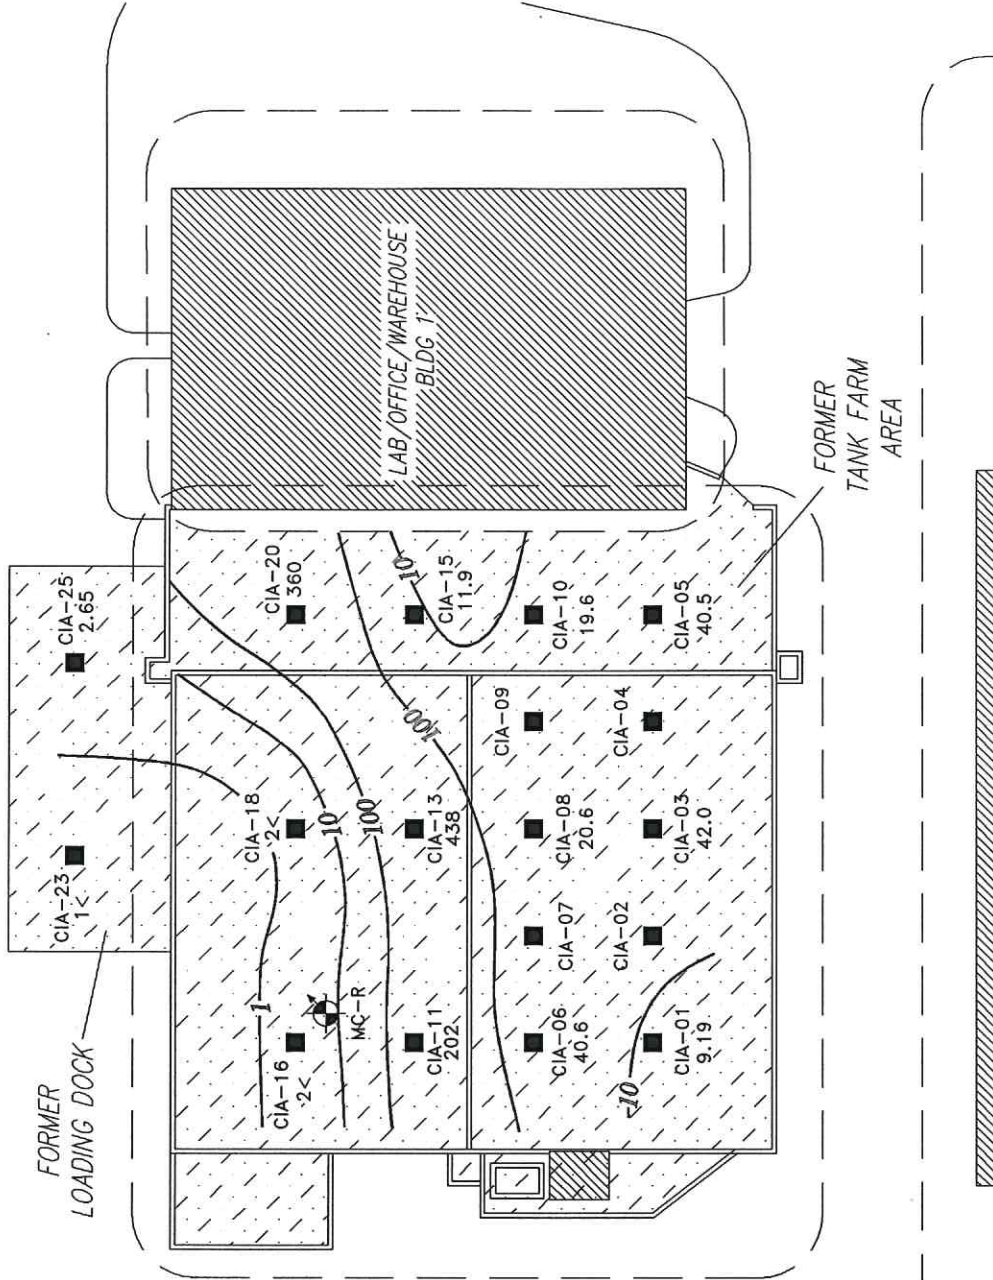 FORMER
LOADING DOCK
CIA-23
1<
CIA-25
2.65
LAB/OFFICE/WAREHOUSE
BLDG 1
FORMER
TANK FARM
AREA
CIA-16
2<
CIA-18
2<
CIA-20
360
1
10
100
MC-R
CIA-11
202
CIA-13
438
100
CIA-15
11.9
10
CIA-06
40.6
CIA-07
CIA-08
20.6
CIA-09
CIA-10
19.6
CIA-01
9.19
10
CIA-02
CIA-03
42.0
CIA-04
CIA-05
40.5